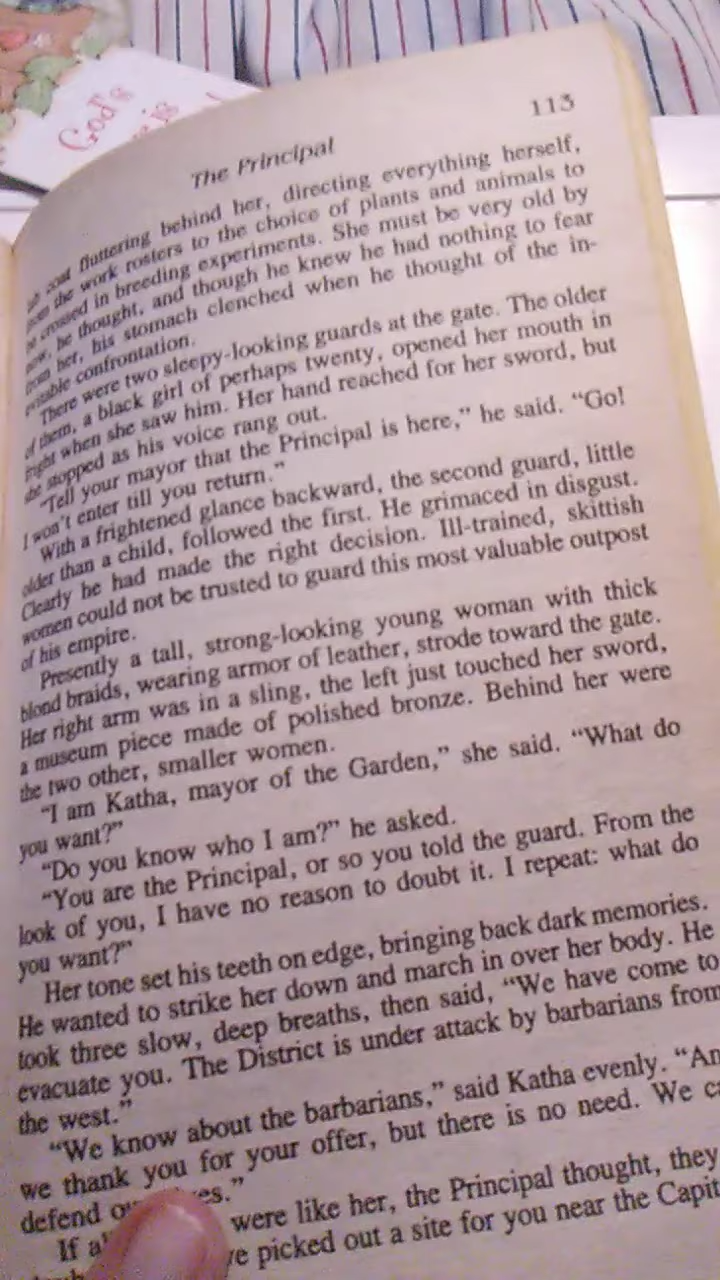 God's
is
113
The Principal
coat fluttering behind her, directing everything herself,
from the work rosters to the choice of plants and animals to
be crossed in breeding experiments. She must be very old by
now, he thought, and though he knew he had nothing to fear
from her, his stomach clenched when he thought of the in-
evitable confrontation.
There were two sleepy-looking guards at the gate. The older
of them, a black girl of perhaps twenty, opened her mouth in
fright when she saw him. Her hand reached for her sword, but
she stopped as his voice rang out.
“Tell your mayor that the Principal is here,” he said. “Go!
I won't enter till you return.”
With a frightened glance backward, the second guard, little
older than a child, followed the first. He grimaced in disgust.
Clearly he had made the right decision. Ill-trained, skittish
women could not be trusted to guard this most valuable outpost
of his empire.
Presently a tall, strong-looking young woman with thick
blond braids, wearing armor of leather, strode toward the gate.
Her right arm was in a sling, the left just touched her sword,
a museum piece made of polished bronze. Behind her were
the two other, smaller women.
“I am Katha, mayor of the Garden,” she said. “What do
you want?”
“Do you know who I am?” he asked.
“You are the Principal, or so you told the guard. From the
look of you, I have no reason to doubt it. I repeat: what do
you want?”
Her tone set his teeth on edge, bringing back dark memories.
He wanted to strike her down and march in over her body. He
took three slow, deep breaths, then said, “We have come to
evacuate you. The District is under attack by barbarians from
the west.”
“We know about the barbarians,” said Katha evenly. “An
we thank you for your offer, but there is no need. We ca
defend es.”
If al were like her, the Principal thought, they
ve picked out a site for you near the Capit